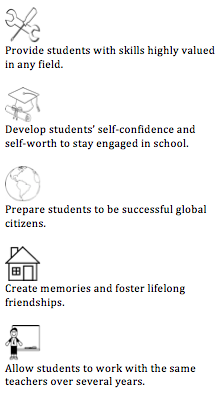 Provide students with skills highly valued
in any field.
Develop students' self-confidence and
self-worth to stay engaged in school.
Prepare students to be successful global
citizens.
Create memories and foster lifelong
friendships.
Allow students to work with the same
teachers over several years.